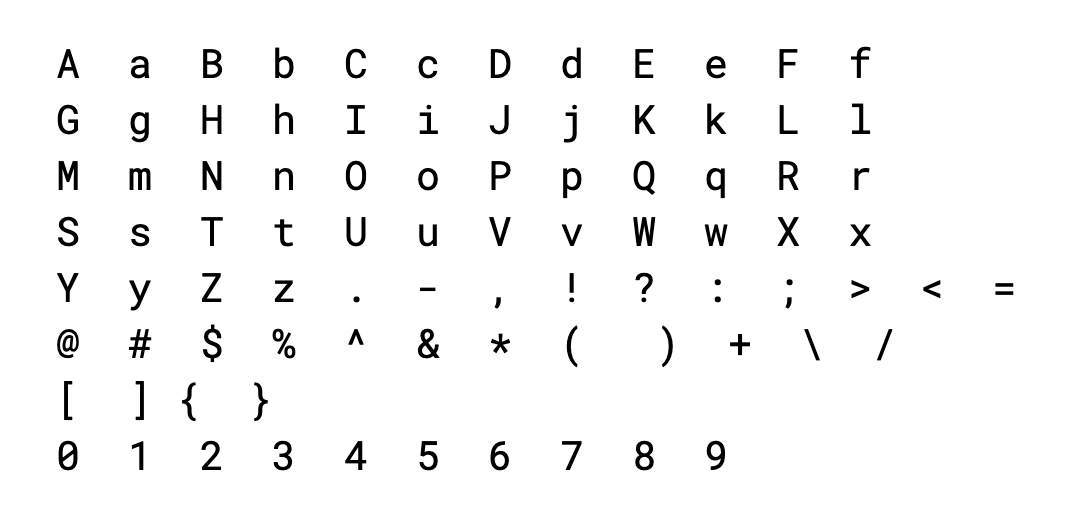 A a B b C c D d E e F f
G g H h I i J j K k L l
M m N n O o P p Q q R r
S s T t U u V v W w X x
Y y Z z . - , ! ? : ; > < =
@ # $ % ^ & * ( ) + \ /
[ ] { }
0 1 2 3 4 5 6 7 8 9